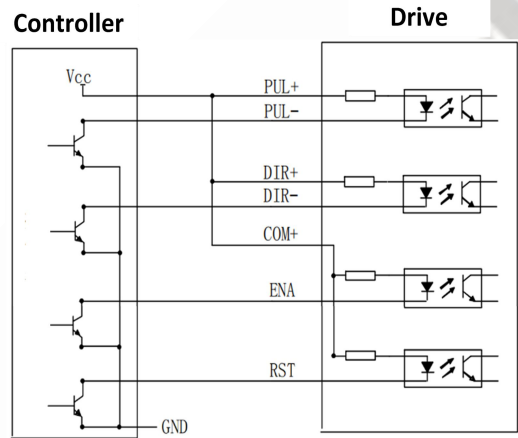 Controller
Drive
Vcc
PUL+
PUL-
DIR+
DIR-
COM+
ENA
RST
GND